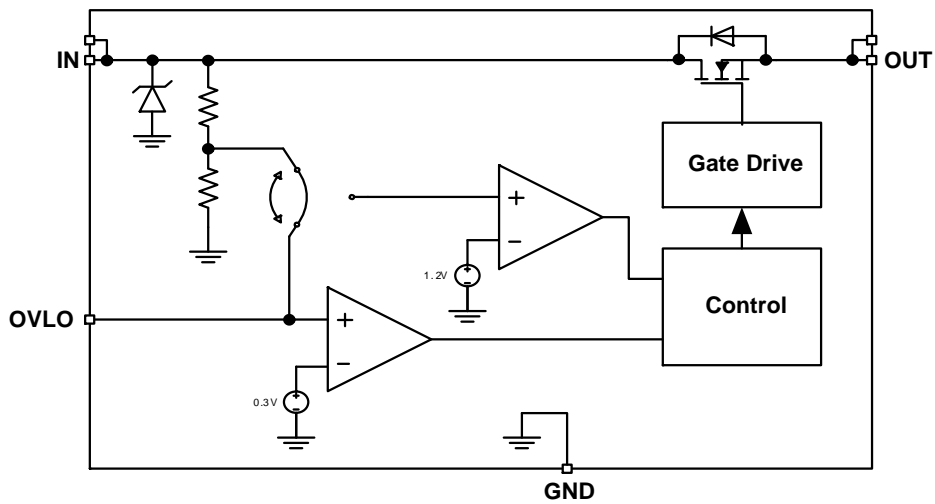 IN
OUT
Gate Drive
+
−
1.2V
+
−
Control
OVLO
+
−
0.3V
+
−
GND